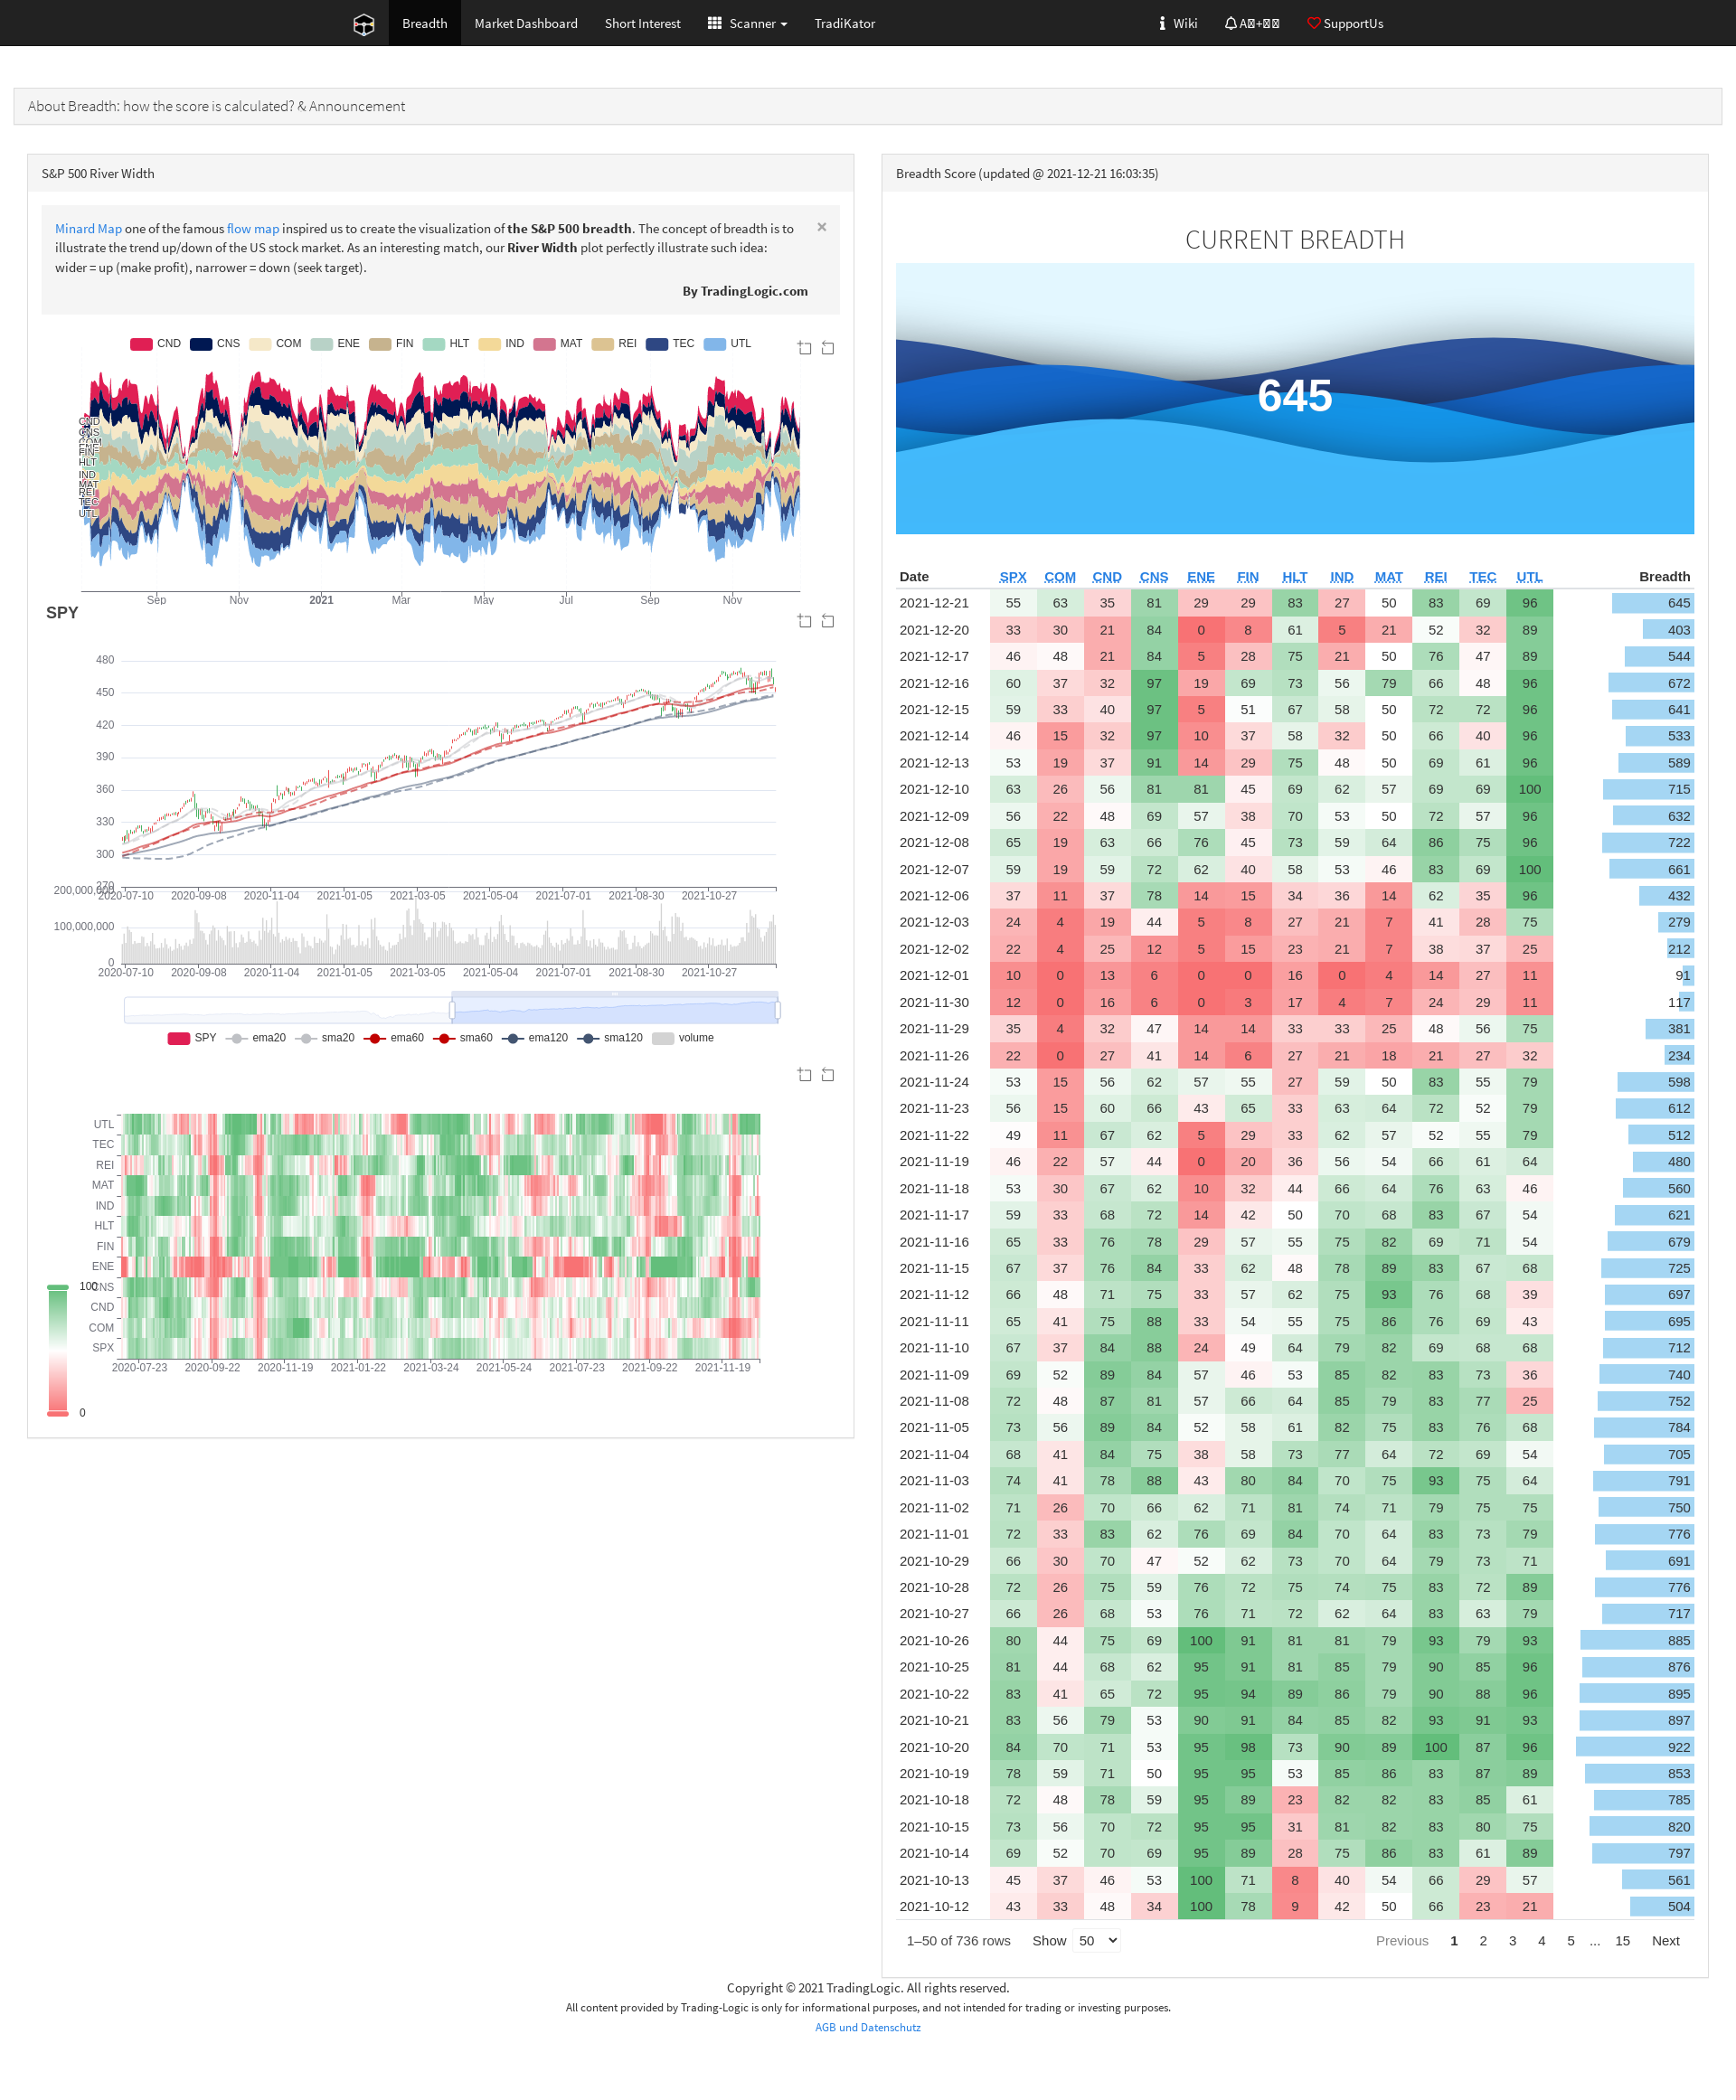 Breadth Market Dashboard Short Interest Scanner TradiKator Wiki SupportUs
About Breadth: how the score is calculated? & Announcement
S&P 500 River Width
Minard Map one of the famous flow map inspired us to create the visualization of the S&P 500 breadth. The concept of breadth is to
illustrate the trend up/down of the US stock market. As an interesting match, our River Width plot perfectly illustrate such idea:
wider = up (make profit), narrower = down (seek target).
×
By TradingLogic.com
CND CNS COM ENE FIN HLT IND MAT REI TEC UTL
CND
CNS
COM
ENE
FIN
HLT
IND
MAT
REI
TEC
UTL
Sep Nov 2021 Mar May Jul Sep Nov
SPY
480
450
420
390
360
330
300
270
2020-07-10 2020-09-08 2020-11-04 2021-01-05 2021-03-05 2021-05-04 2021-07-01 2021-08-30 2021-10-27
200,000,000
100,000,000
0
2020-07-10 2020-09-08 2020-11-04 2021-01-05 2021-03-05 2021-05-04 2021-07-01 2021-08-30 2021-10-27
SPY ema20 sma20 ema60 sma60 ema120 sma120 volume
UTL
TEC
REI
MAT
IND
HLT
FIN
ENE
CNS
CND
COM
SPX
2020-07-23 2020-09-22 2020-11-19 2021-01-22 2021-03-24 2021-05-24 2021-07-23 2021-09-22 2021-11-19
100
0
Breadth Score (updated @ 2021-12-21 16:03:35)
CURRENT BREADTH
645
Date SPX COM CND CNS ENE FIN HLT IND MAT REI TEC UTL Breadth
2021-12-21 55 63 35 81 29 29 83 27 50 83 69 96 645
2021-12-20 33 30 21 84 0 8 61 5 21 52 32 89 403
2021-12-17 46 48 21 84 5 28 75 21 50 76 47 89 544
2021-12-16 60 37 32 97 19 69 73 56 79 66 48 96 672
2021-12-15 59 33 40 97 5 51 67 58 50 72 72 96 641
2021-12-14 46 15 32 97 10 37 58 32 50 66 40 96 533
2021-12-13 53 19 37 91 14 29 75 48 50 69 61 96 589
2021-12-10 63 26 56 81 81 45 69 62 57 69 69 100 715
2021-12-09 56 22 48 69 57 38 70 53 50 72 57 96 632
2021-12-08 65 19 63 66 76 45 73 59 64 86 75 96 722
2021-12-07 59 19 59 72 62 40 58 53 46 83 69 100 661
2021-12-06 37 11 37 78 14 15 34 36 14 62 35 96 432
2021-12-03 24 4 19 44 5 8 27 21 7 41 28 75 279
2021-12-02 22 4 25 12 5 15 23 21 7 38 37 25 212
2021-12-01 10 0 13 6 0 0 16 0 4 14 27 11 91
2021-11-30 12 0 16 6 0 3 17 4 7 24 29 11 117
2021-11-29 35 4 32 47 14 14 33 33 25 48 56 75 381
2021-11-26 22 0 27 41 14 6 27 21 18 21 27 32 234
2021-11-24 53 15 56 62 57 55 27 59 50 83 55 79 598
2021-11-23 56 15 60 66 43 65 33 63 64 72 52 79 612
2021-11-22 49 11 67 62 5 29 33 62 57 52 55 79 512
2021-11-19 46 22 57 44 0 20 36 56 54 66 61 64 480
2021-11-18 53 30 67 62 10 32 44 66 64 76 63 46 560
2021-11-17 59 33 68 72 14 42 50 70 68 83 67 54 621
2021-11-16 65 33 76 78 29 57 55 75 82 69 71 54 679
2021-11-15 67 37 76 84 33 62 48 78 89 83 67 68 725
2021-11-12 66 48 71 75 33 57 62 75 93 76 68 39 697
2021-11-11 65 41 75 88 33 54 55 75 86 76 69 43 695
2021-11-10 67 37 84 88 24 49 64 79 82 69 68 68 712
2021-11-09 69 52 89 84 57 46 53 85 82 83 73 36 740
2021-11-08 72 48 87 81 57 66 64 85 79 83 77 25 752
2021-11-05 73 56 89 84 52 58 61 82 75 83 76 68 784
2021-11-04 68 41 84 75 38 58 73 77 64 72 69 54 705
2021-11-03 74 41 78 88 43 80 84 70 75 93 75 64 791
2021-11-02 71 26 70 66 62 71 81 74 71 79 75 75 750
2021-11-01 72 33 83 62 76 69 84 70 64 83 73 79 776
2021-10-29 66 30 70 47 52 62 73 70 64 79 73 71 691
2021-10-28 72 26 75 59 76 72 75 74 75 83 72 89 776
2021-10-27 66 26 68 53 76 71 72 62 64 83 63 79 717
2021-10-26 80 44 75 69 100 91 81 81 79 93 79 93 885
2021-10-25 81 44 68 62 95 91 81 85 79 90 85 96 876
2021-10-22 83 41 65 72 95 94 89 86 79 90 88 96 895
2021-10-21 83 56 79 53 90 91 84 85 82 93 91 93 897
2021-10-20 84 70 71 53 95 98 73 90 89 100 87 96 922
2021-10-19 78 59 71 50 95 95 53 85 86 83 87 89 853
2021-10-18 72 48 78 59 95 89 23 82 82 83 85 61 785
2021-10-15 73 56 70 72 95 95 31 81 82 83 80 75 820
2021-10-14 69 52 70 69 95 89 28 75 86 83 61 89 797
2021-10-13 45 37 46 53 100 71 8 40 54 66 29 57 561
2021-10-12 43 33 48 34 100 78 9 42 50 66 23 21 504
1–50 of 736 rows Show 50 Previous 1 2 3 4 5 ... 15 Next
Copyright © 2021 TradingLogic. All rights reserved.
All content provided by Trading-Logic is only for informational purposes, and not intended for trading or investing purposes.
AGB und Datenschutz